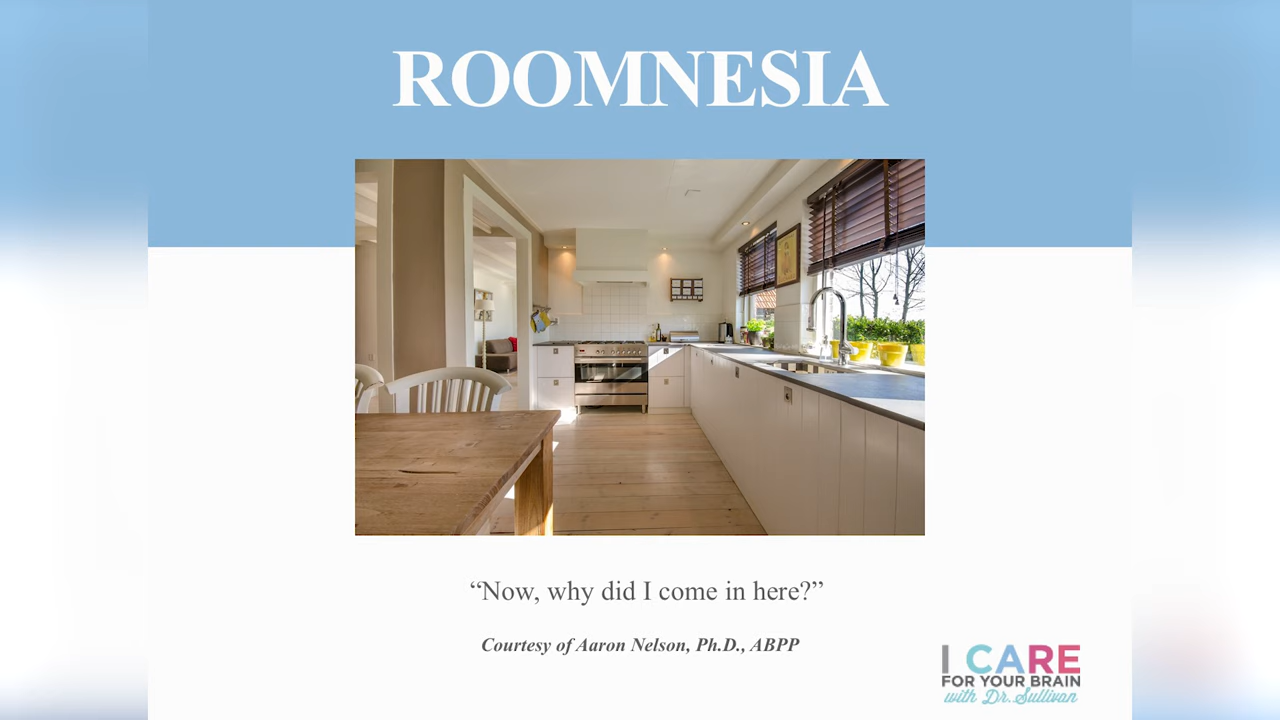 ROOMNESIA
“Now, why did I come in here?”
Courtesy of Aaron Nelson, Ph.D., ABPP
I CARE
FOR YOUR BRAIN
with Dr. Sullivan